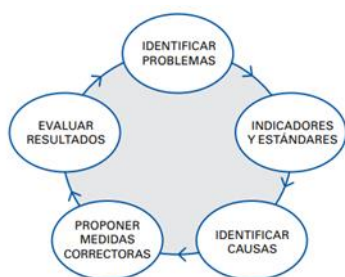 IDENTIFICAR
PROBLEMAS
INDICADORES
Y ESTÁNDARES
IDENTIFICAR
CAUSAS
PROPONER
MEDIDAS
CORRECTORAS
EVALUAR
RESULTADOS